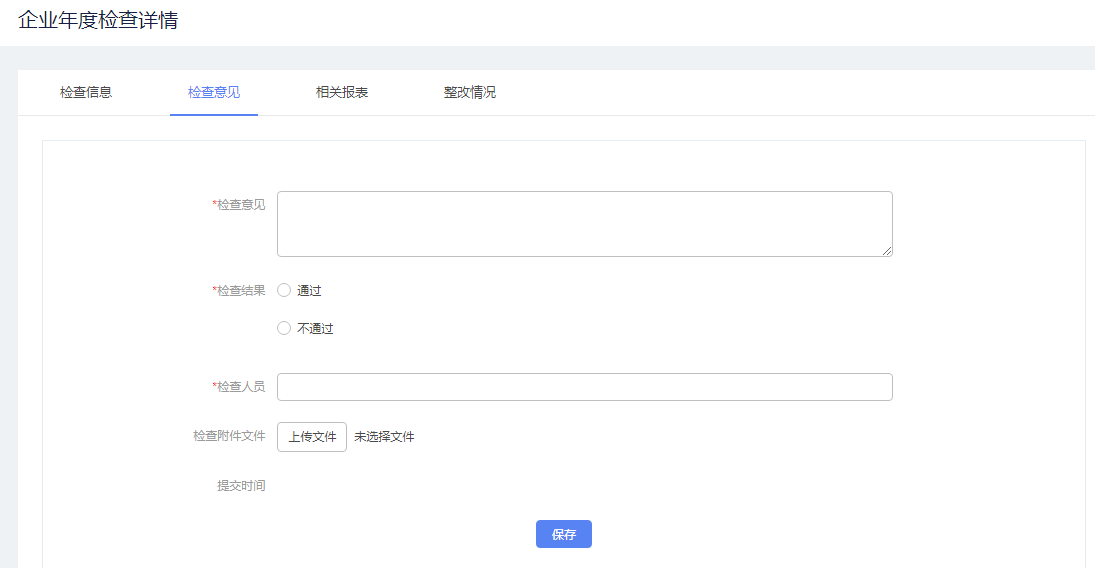 企业年度检查详情
检查信息 检查意见 相关报表 整改情况
*检查意见
*检查结果 通过
不通过
*检查人员
检查附件文件 上传文件 未选择文件
提交时间
保存